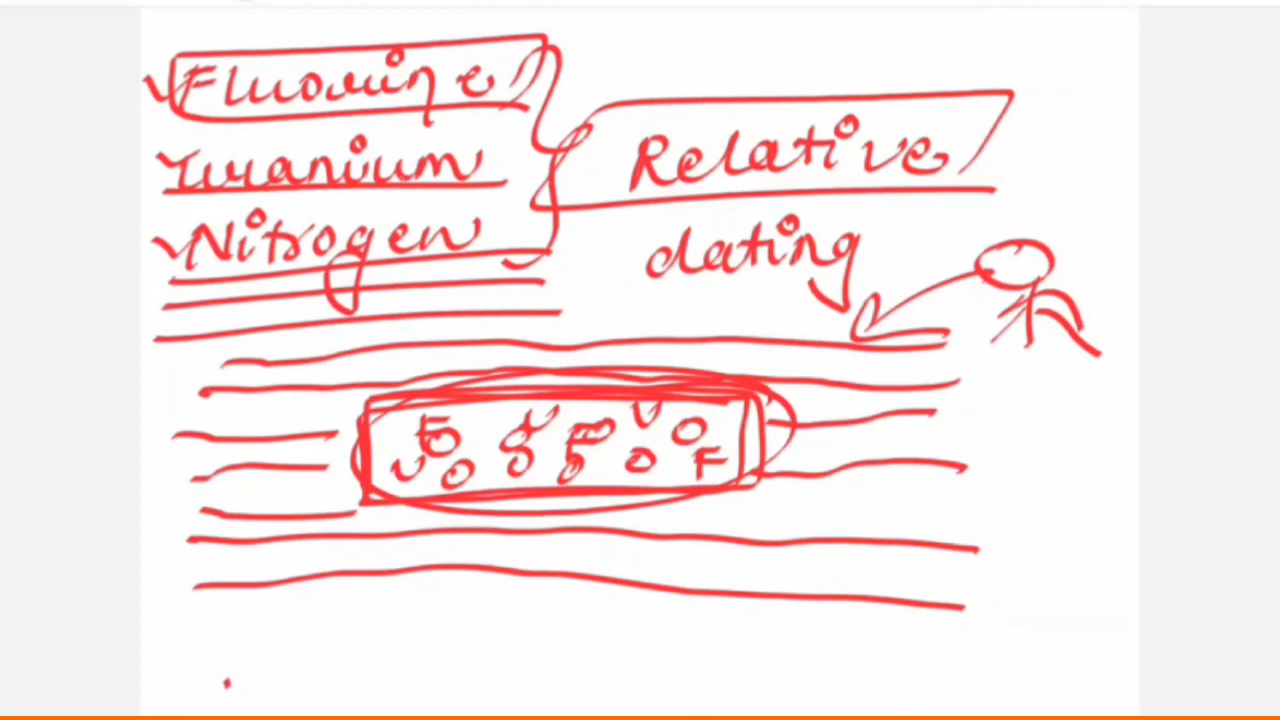 Fluorine
Uranium
Nitrogen
Relative
dating
F U F U
U F